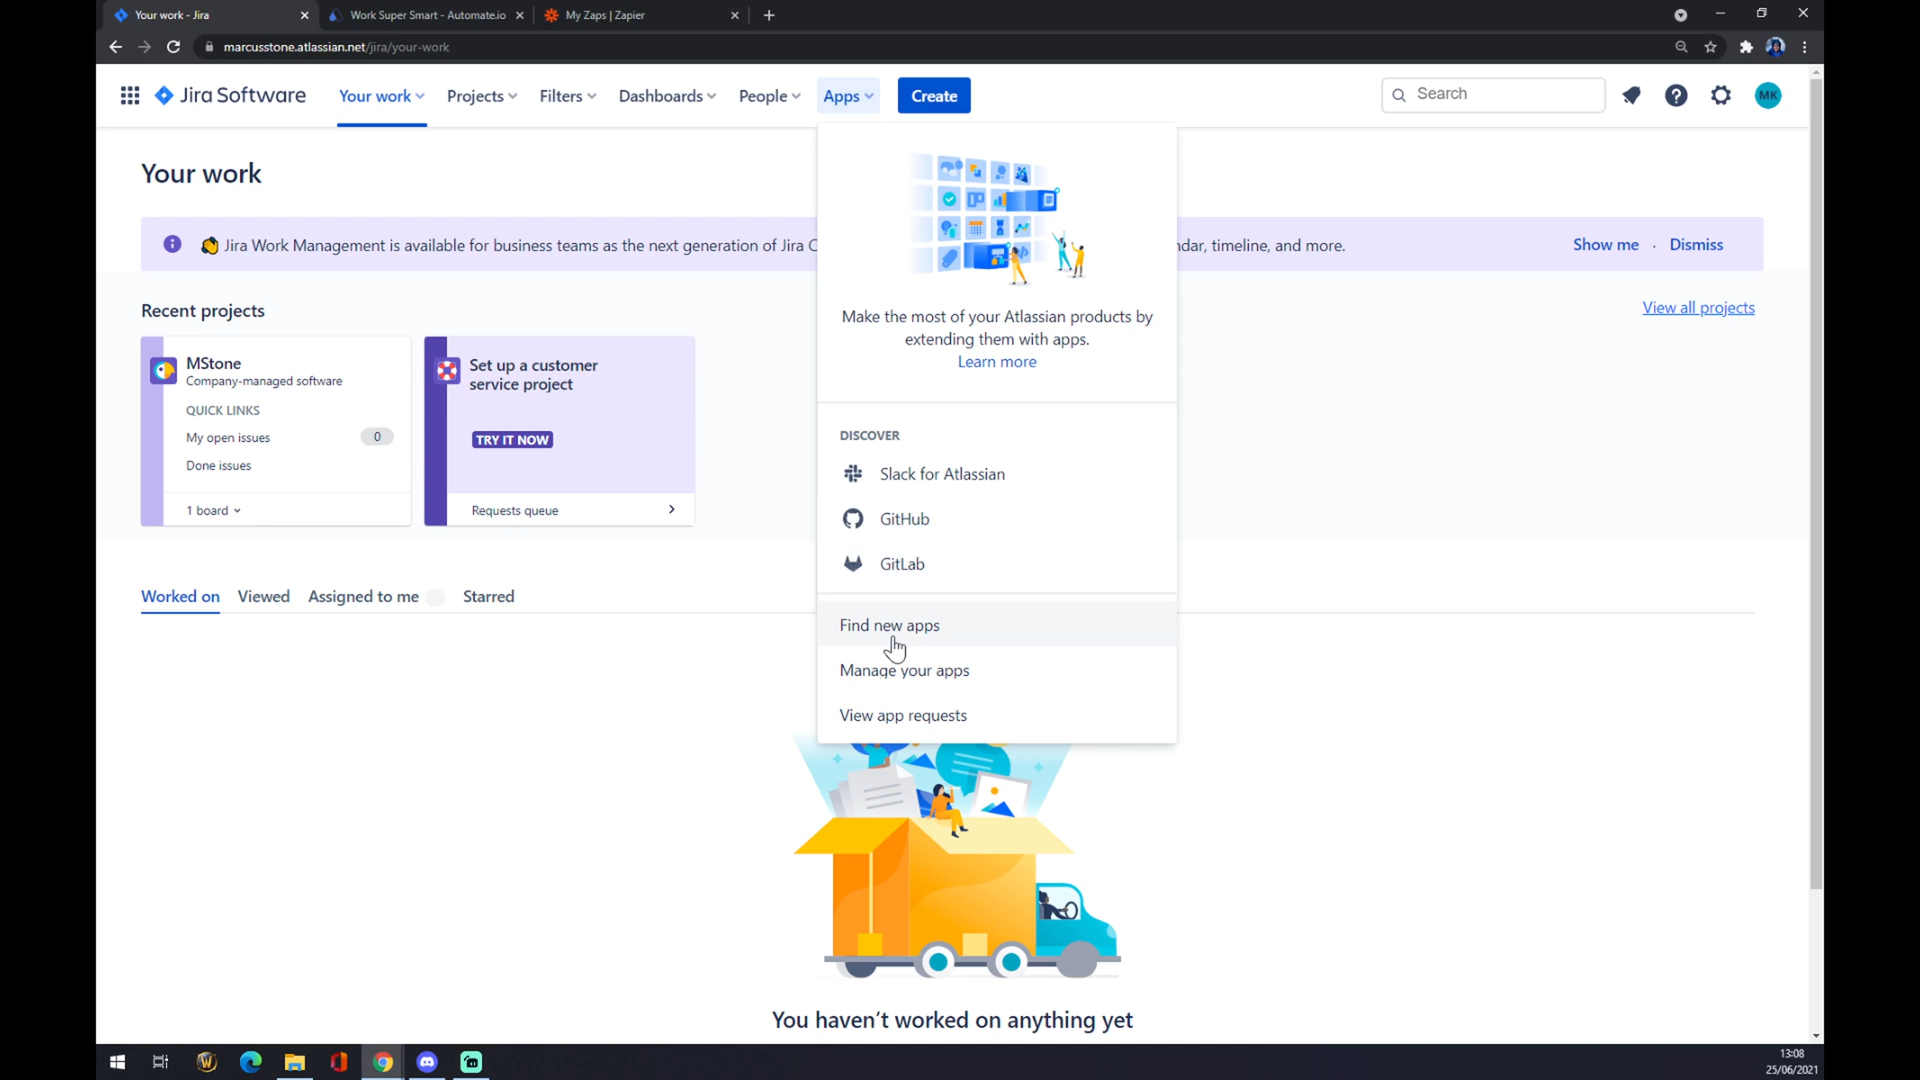 Your work - Jira
Work Super Smart - Automate.io
My Zaps | Zapier
marcusstone.atlassian.net/jira/your-work
Jira Software
Your work
Projects
Filters
Dashboards
People
Apps
Create
Search
MK
Your work
Jira Work Management is available for business teams as the next generation of Jira C
ndar, timeline, and more.
Show me · Dismiss
Recent projects
View all projects
MStone
Company-managed software
QUICK LINKS
My open issues
0
Done issues
1 board
Set up a customer
service project
TRY IT NOW
Requests queue
Make the most of your Atlassian products by
extending them with apps.
Learn more
DISCOVER
Slack for Atlassian
GitHub
GitLab
Find new apps
Manage your apps
View app requests
Worked on
Viewed
Assigned to me
Starred
You haven't worked on anything yet
13:08
25/06/2021